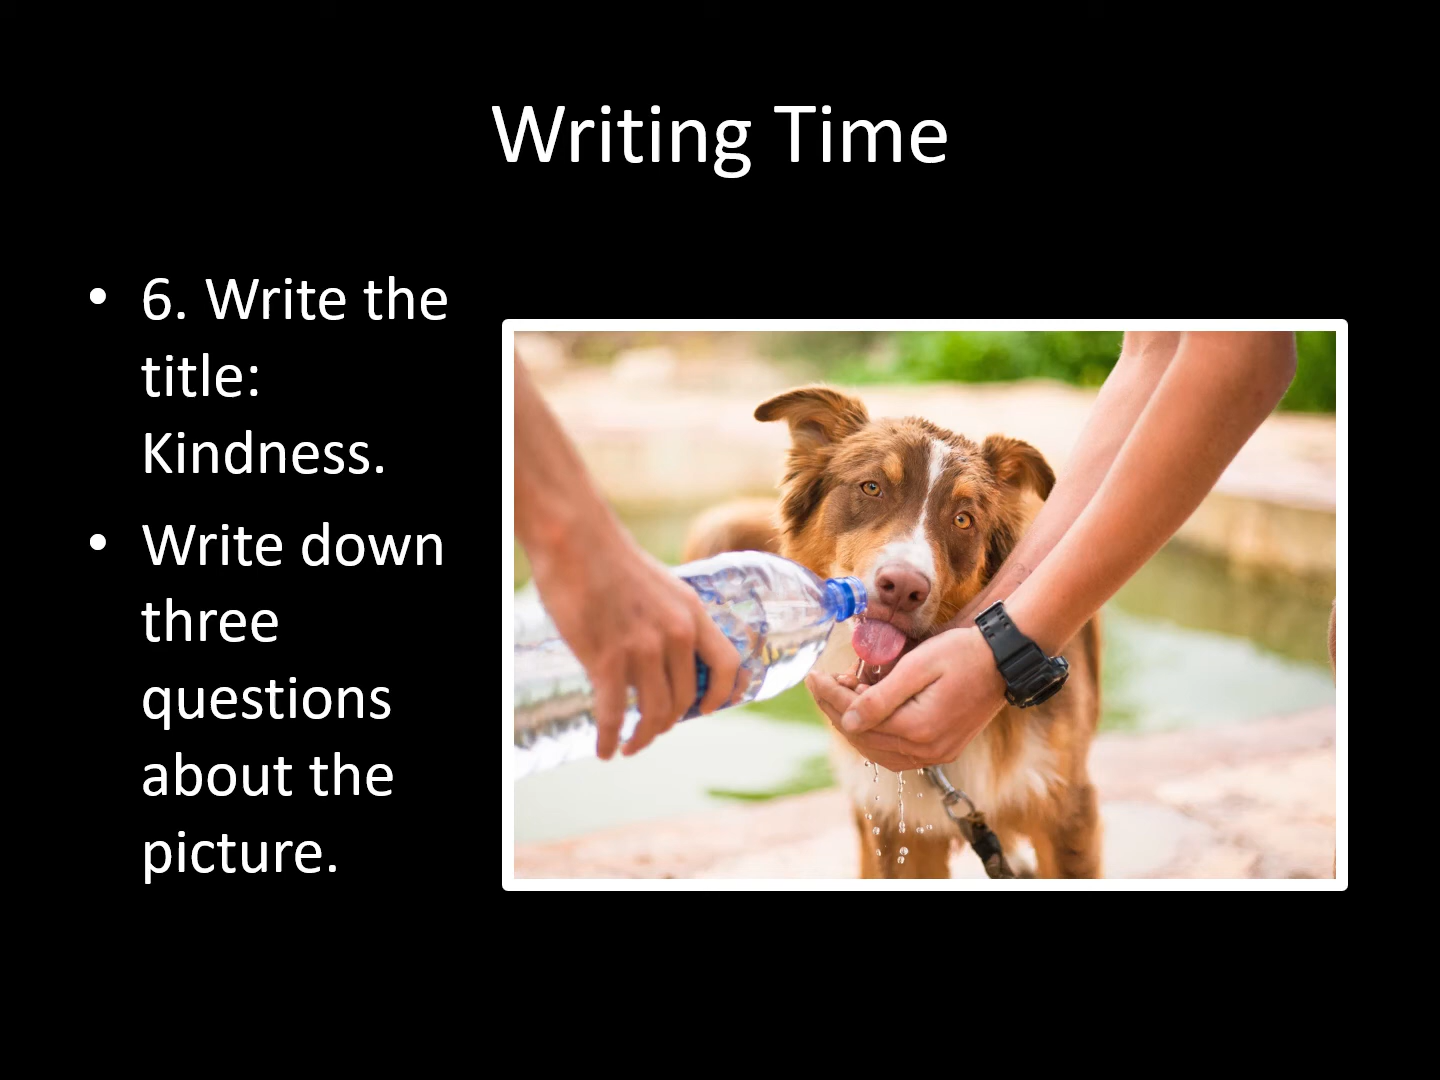 Writing Time
• 6. Write the
title:
Kindness.
• Write down
three
questions
about the
picture.